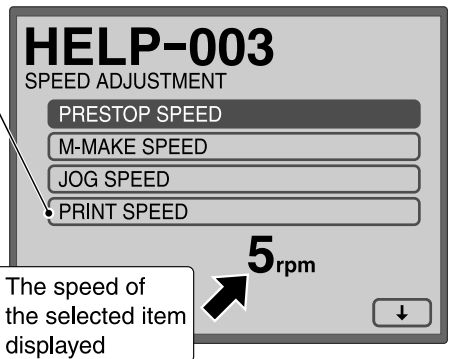 HELP-003
SPEED ADJUSTMENT
PRESTOP SPEED
M-MAKE SPEED
JOG SPEED
PRINT SPEED
5rpm
↓
The speed of
the selected item
displayed